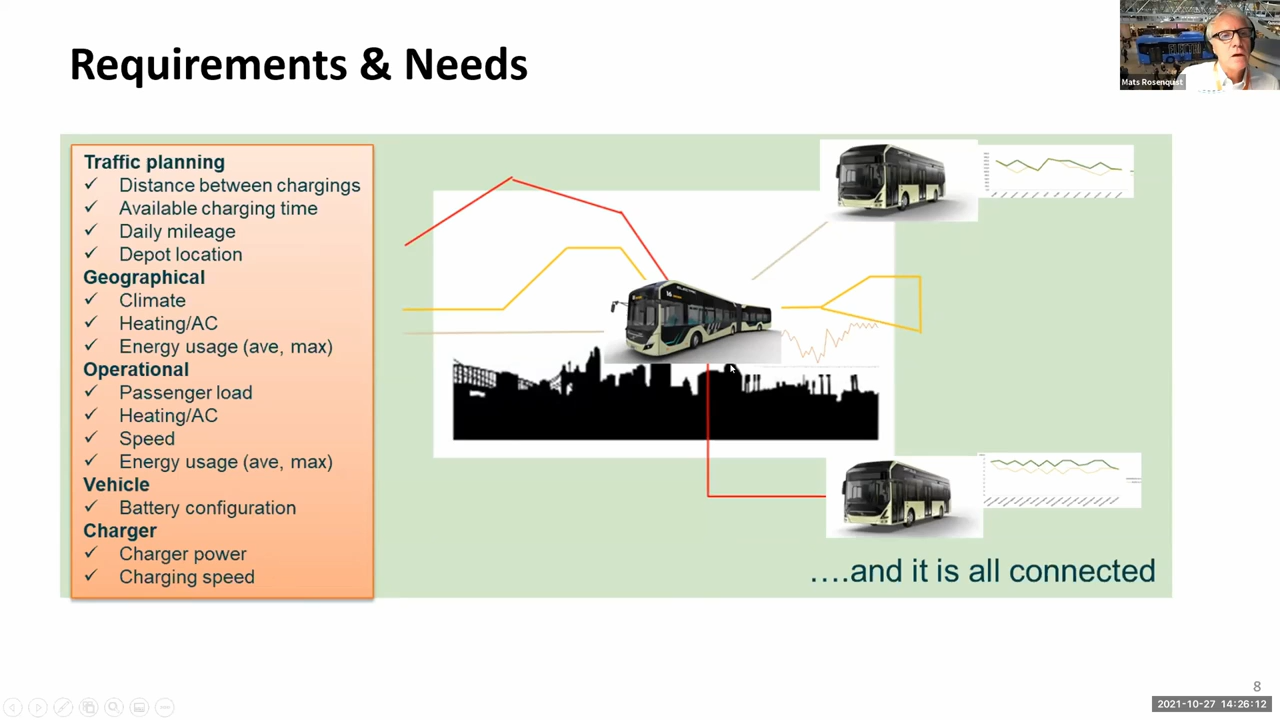 Requirements & Needs
Mats Rosenquist
Traffic planning
✓ Distance between chargings
✓ Available charging time
✓ Daily mileage
✓ Depot location
Geographical
✓ Climate
✓ Heating/AC
✓ Energy usage (ave, max)
Operational
✓ Passenger load
✓ Heating/AC
✓ Speed
✓ Energy usage (ave, max)
Vehicle
✓ Battery configuration
Charger
✓ Charger power
✓ Charging speed
….and it is all connected
8
2021-10-27 14:26:12